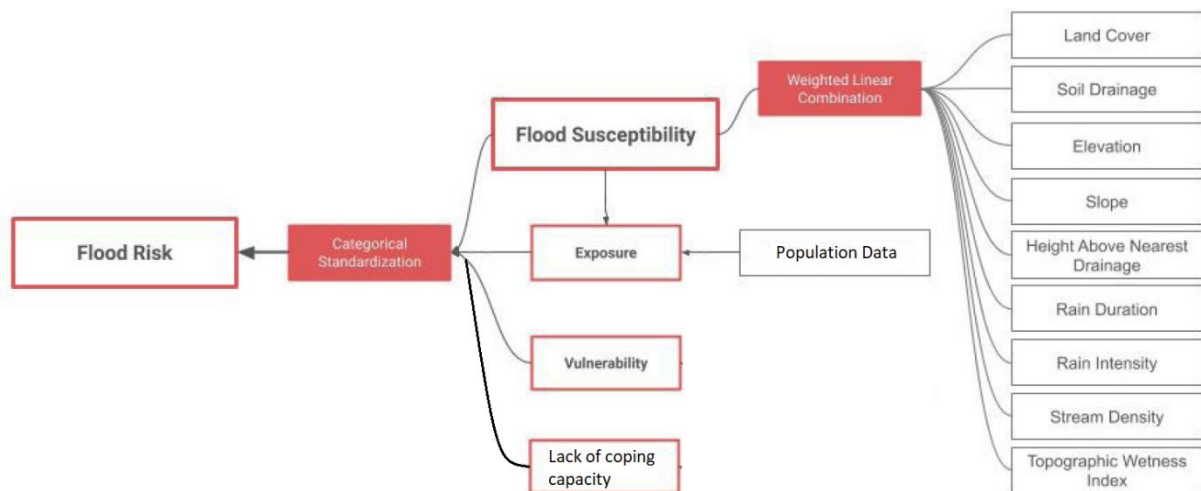 Land Cover
Weighted Linear
Combination
Soil Drainage
Flood Susceptibility
Elevation
Slope
Flood Risk
Categorical
Standardization
Exposure
Population Data
Height Above Nearest
Drainage
Rain Duration
Vulnerability
Rain Intensity
Stream Density
Lack of coping
capacity
Topographic Wetness
Index